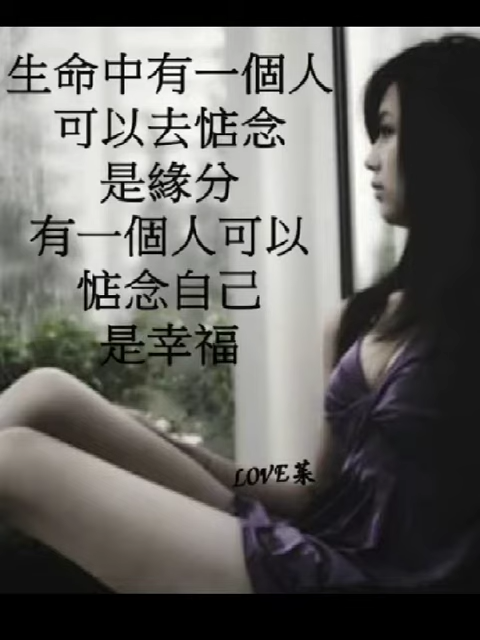 生命中有一個人
可以去惦念
是緣分
有一個人可以
惦念自己
是幸福
LOVE葉